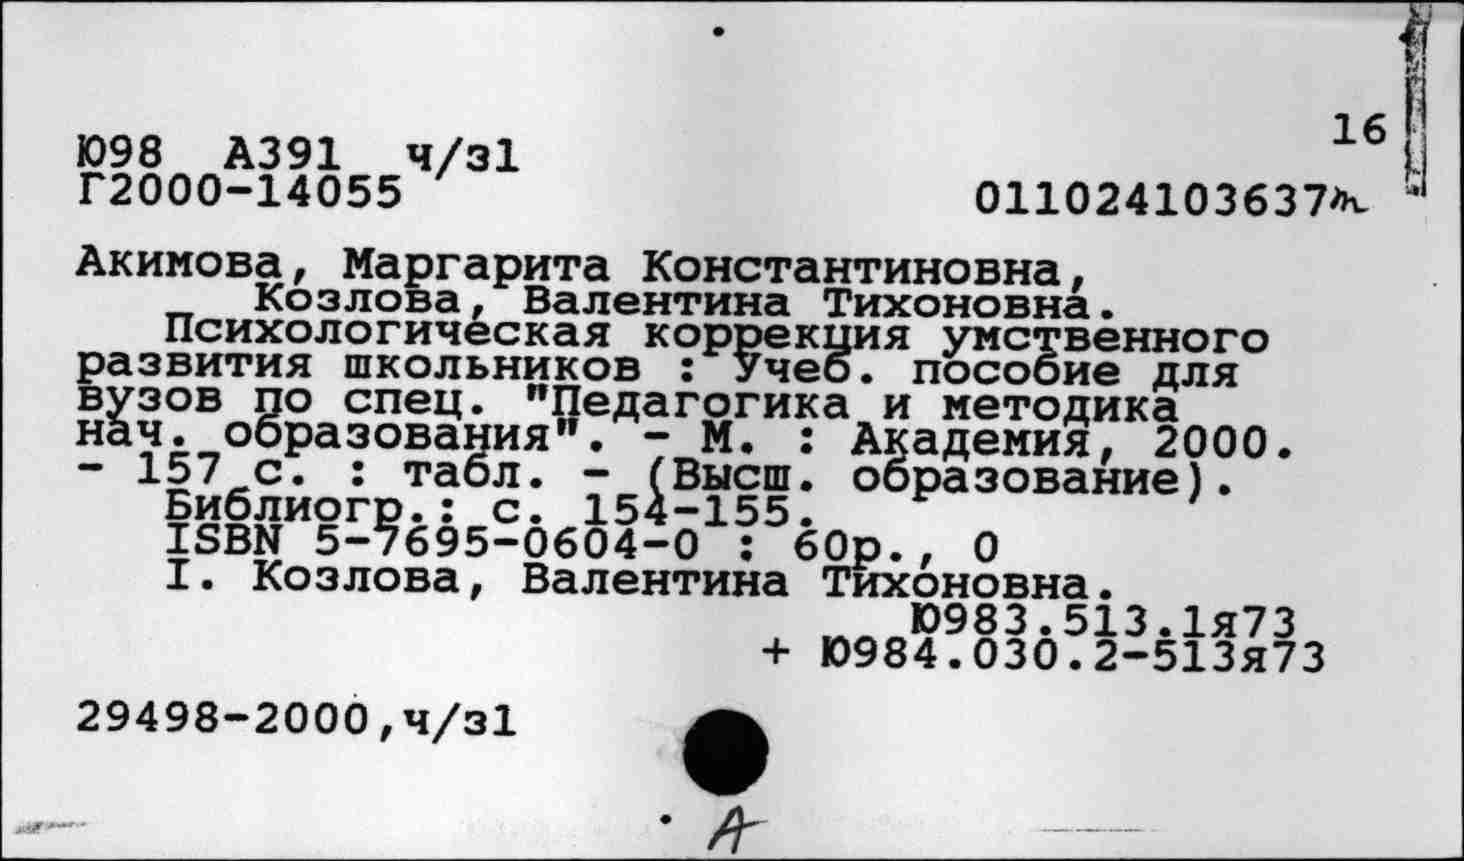 16
Ю98 А391 ч/з1
Г2000-14055 011024103637
Акимова, Маргарита Константиновна,
Козлова, Валентина Тихоновна.
Психологическая коррекция умственного
развития школьников : Учеб. пособие для
вузов по спец. "Педагогика и методика
нач. образования". - М. : Академия, 2000.
- 157 с. : табл. - (Высш. образование).
Библиогр.: с. 154-155.
ISBN 5-7695-0604-0 : 60р., 0
I. Козлова, Валентина Тихоновна.
Ю983.513.1я73
+ Ю984.030.2-513я73
29498-2000,ч/з1
А